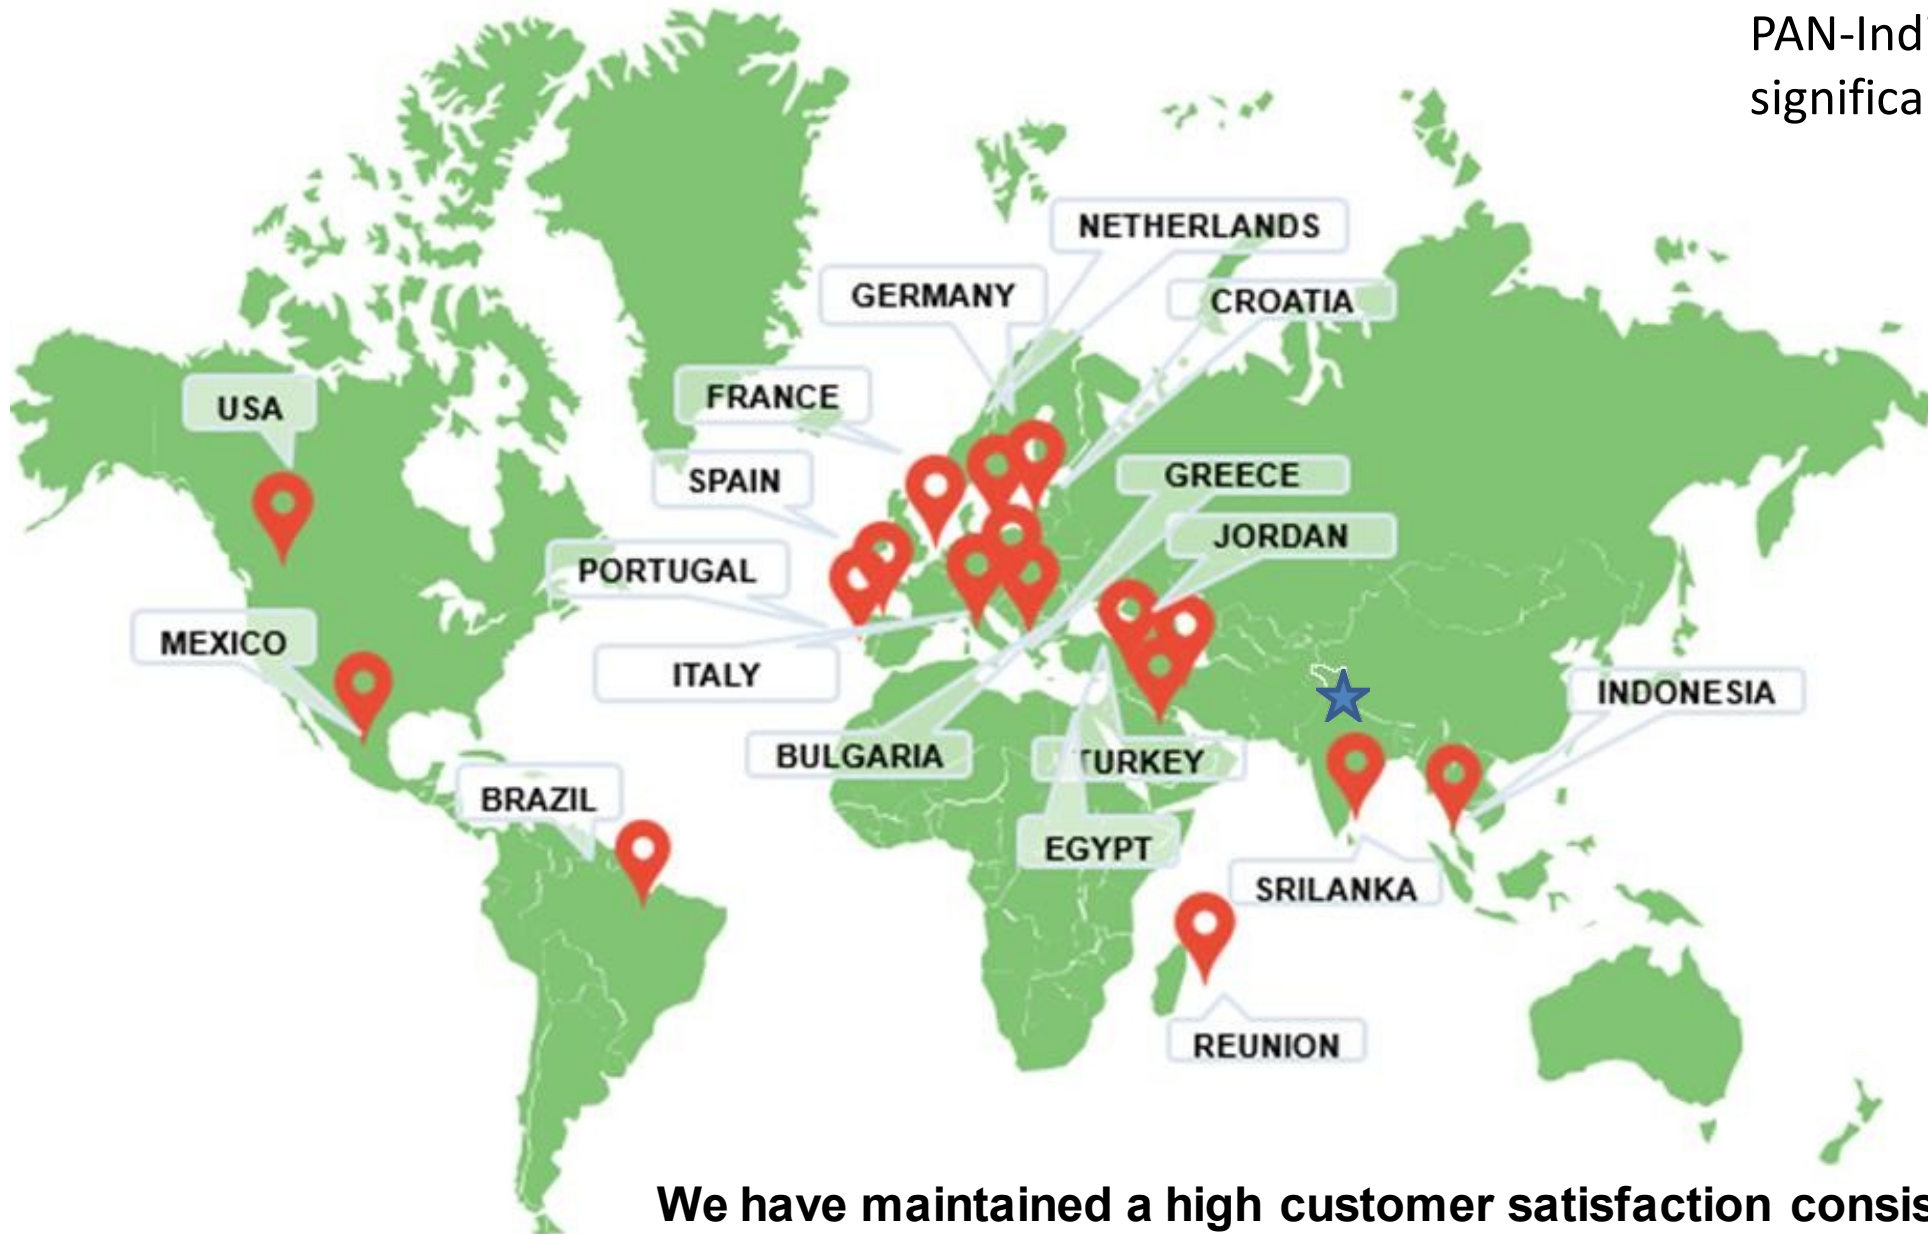 PAN-Ind
significa
NETHERLANDS
GERMANY
CROATIA
FRANCE
USA
SPAIN
GREECE
JORDAN
PORTUGAL
MEXICO
ITALY
INDONESIA
BULGARIA
TURKEY
BRAZIL
EGYPT
SRILANKA
REUNION
We have maintained a high customer satisfaction consis